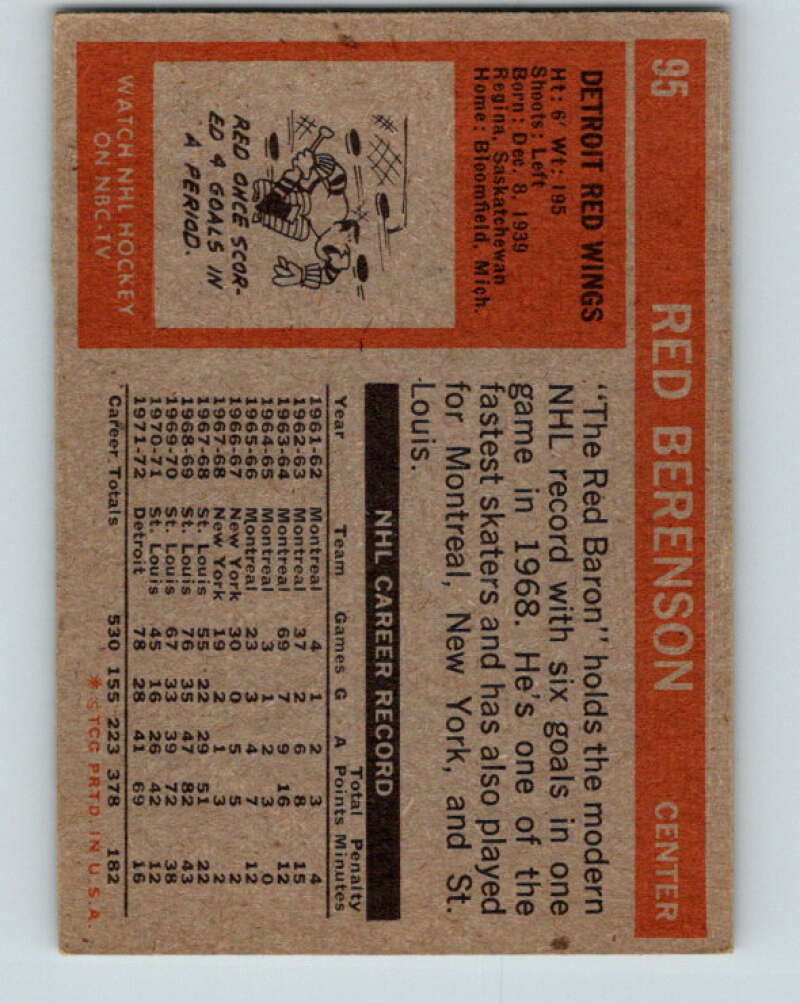 95 RED BERENSON CENTER
DETROIT RED WINGS
Ht: 6' Wt: 195
Shoots: Left
Born: Dec. 8, 1939
Regina, Saskatchewan
Home: Bloomfield, Mich.
RED ONCE SCOR-
ED 4 GOALS IN
A PERIOD.
WATCH NHL HOCKEY
ON NBC-TV
"The Red Baron" holds the modern
NHL record with six goals in one
game in 1968. He's one of the
fastest skaters and has also played
for Montreal, New York, and St.
Louis.
NHL CAREER RECORD
Total Penalty
Year Team Games G A Points Minutes
1961-62 Montreal 4 1 2 3 4
1962-63 Montreal 37 2 6 8 15
1963-64 Montreal 69 7 9 16 12
1964-65 Montreal 3 1 2 3 0
1965-66 Montreal 23 3 4 7 12
1966-67 New York 30 0 5 5 2
1967-68 New York 19 2 1 3 2
1967-68 St. Louis 55 22 29 51 22
1968-69 St. Louis 76 35 47 82 43
1969-70 St. Louis 67 33 39 72 38
1970-71 St. Louis 45 16 26 42 12
1971-72 Detroit 78 28 41 69 16
Career Totals 530 155 223 378 182
* STCG PRTD IN U.S.A.